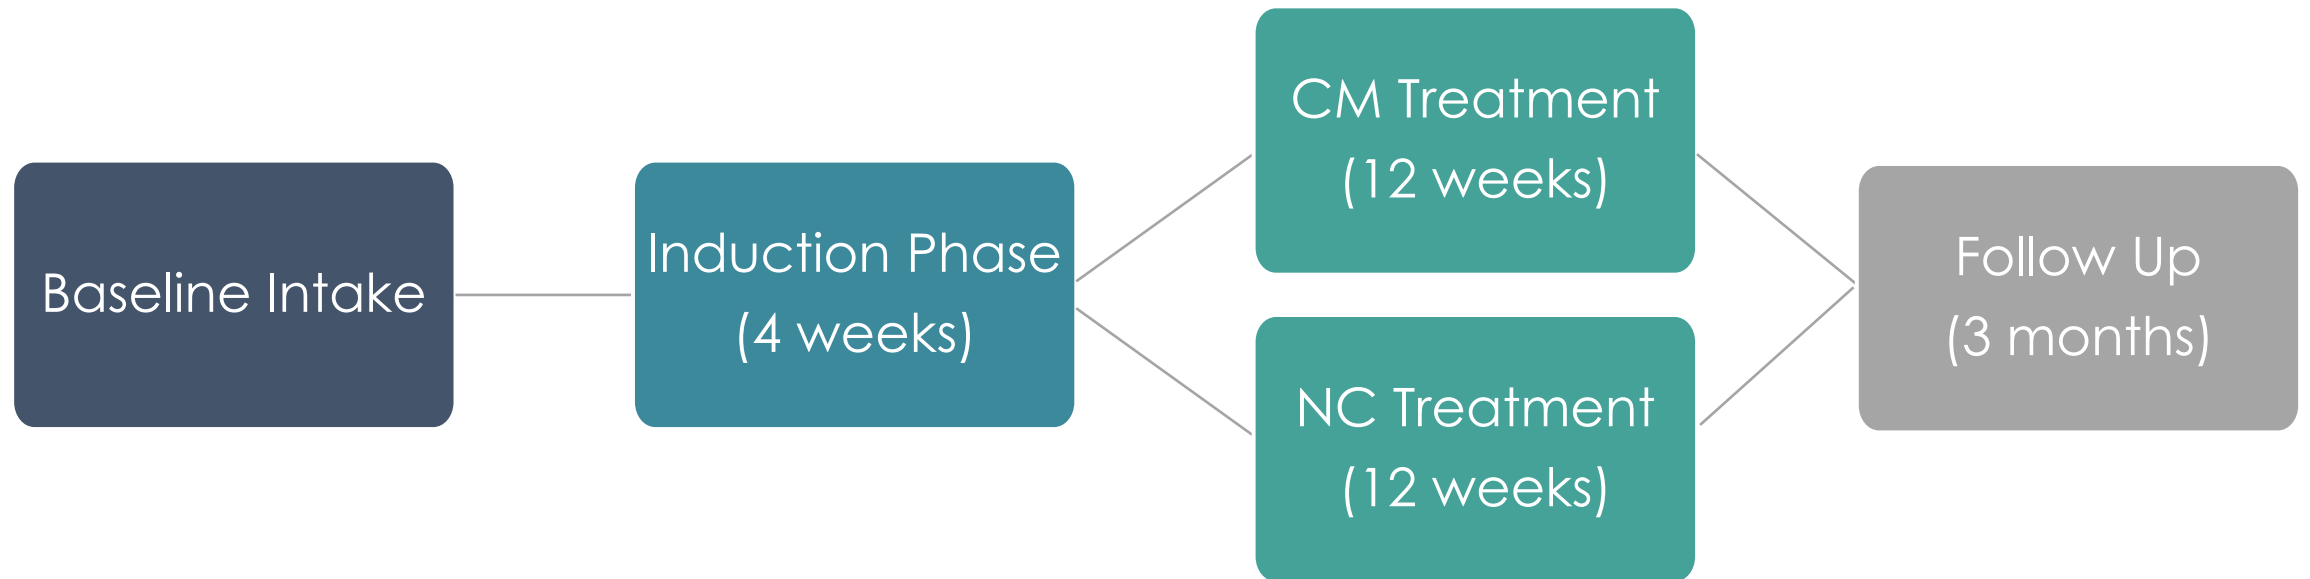 Baseline Intake
Induction Phase
(4 weeks)
CM Treatment
(12 weeks)
NC Treatment
(12 weeks)
Follow Up
(3 months)